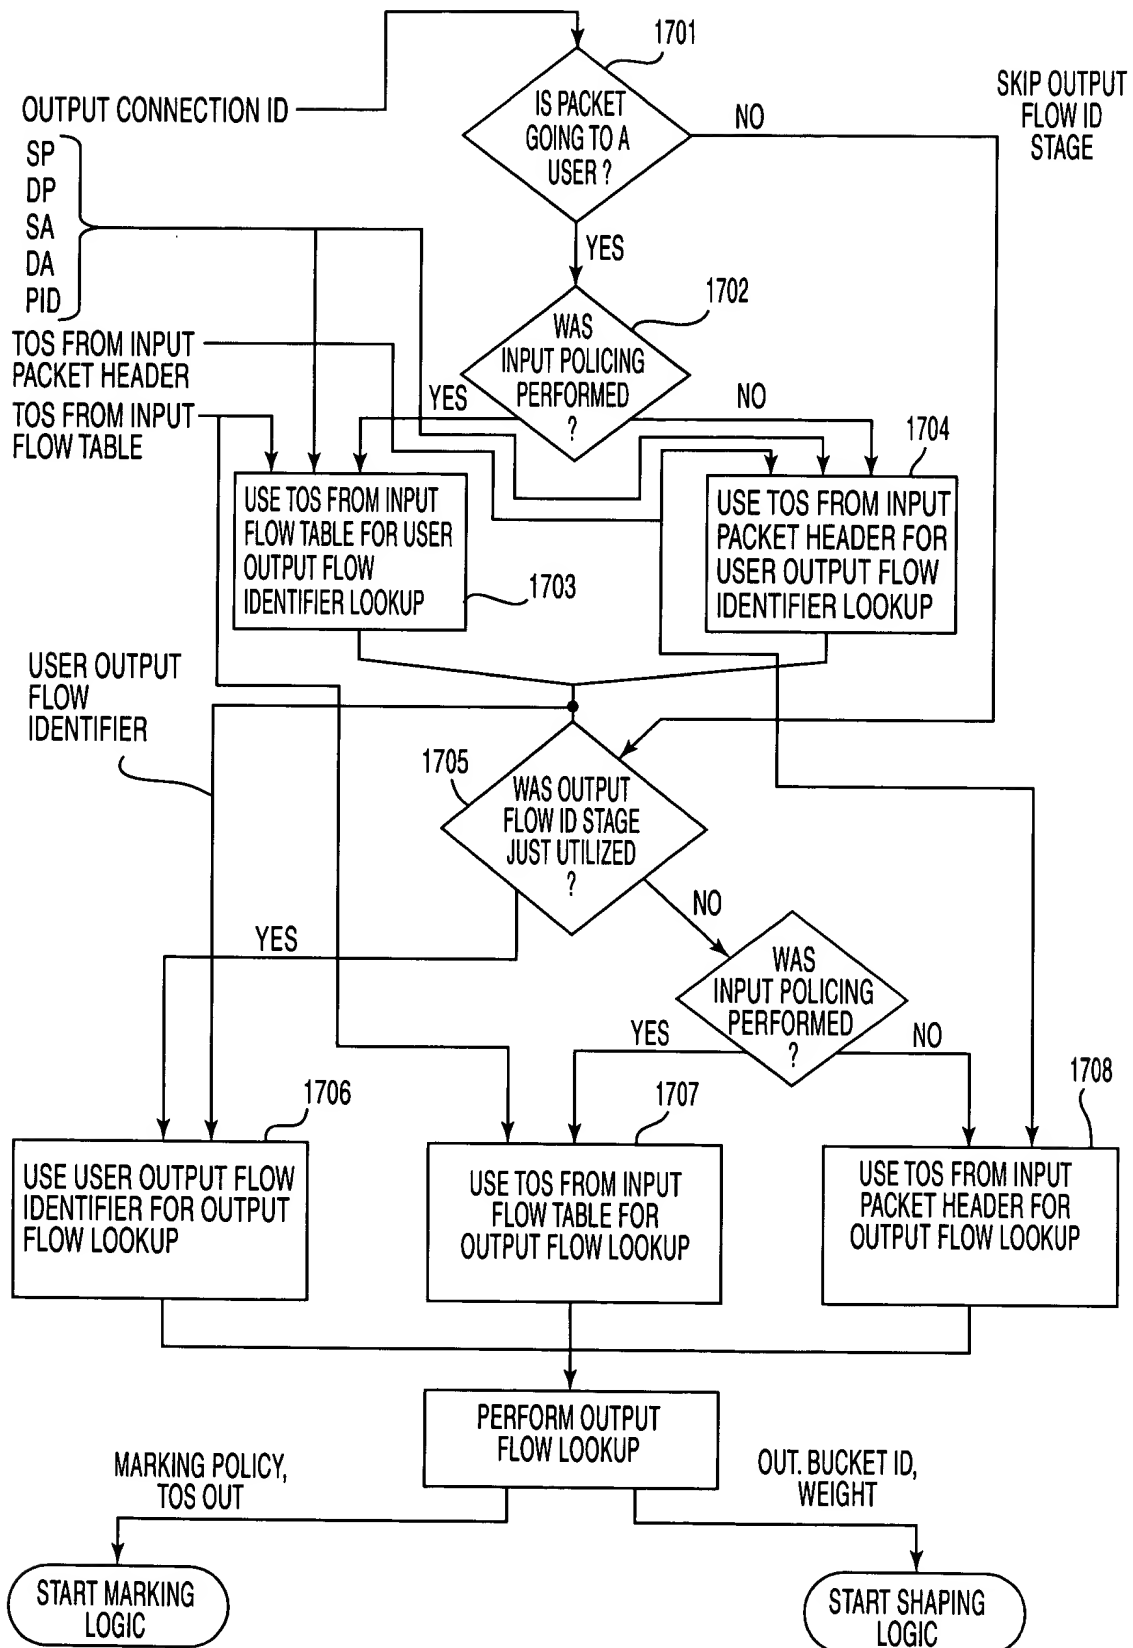 1701
OUTPUT CONNECTION ID
IS PACKET
GOING TO A
USER ?
NO
SKIP OUTPUT
FLOW ID
STAGE
SP
DP
SA
DA
PID
YES
1702
TOS FROM INPUT
PACKET HEADER
TOS FROM INPUT
FLOW TABLE
WAS
INPUT POLICING
PERFORMED
?
YES
NO
1704
USE TOS FROM INPUT
FLOW TABLE FOR USER
OUTPUT FLOW
IDENTIFIER LOOKUP
1703
USE TOS FROM INPUT
PACKET HEADER FOR
USER OUTPUT FLOW
IDENTIFIER LOOKUP
USER OUTPUT
FLOW
IDENTIFIER
1705
WAS OUTPUT
FLOW ID STAGE
JUST UTILIZED
?
YES
NO
WAS
INPUT POLICING
PERFORMED
?
YES
NO
1706
1707
1708
USE USER OUTPUT FLOW
IDENTIFIER FOR OUTPUT
FLOW LOOKUP
USE TOS FROM INPUT
FLOW TABLE FOR
OUTPUT FLOW LOOKUP
USE TOS FROM INPUT
PACKET HEADER FOR
OUTPUT FLOW LOOKUP
PERFORM OUTPUT
FLOW LOOKUP
MARKING POLICY,
TOS OUT
OUT. BUCKET ID,
WEIGHT
START MARKING
LOGIC
START SHAPING
LOGIC